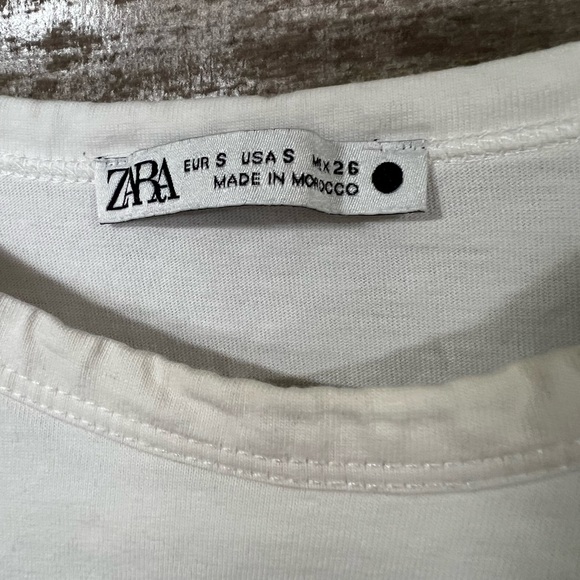 ZARA
EUR S USA S MEX 26
MADE IN MOROCCO